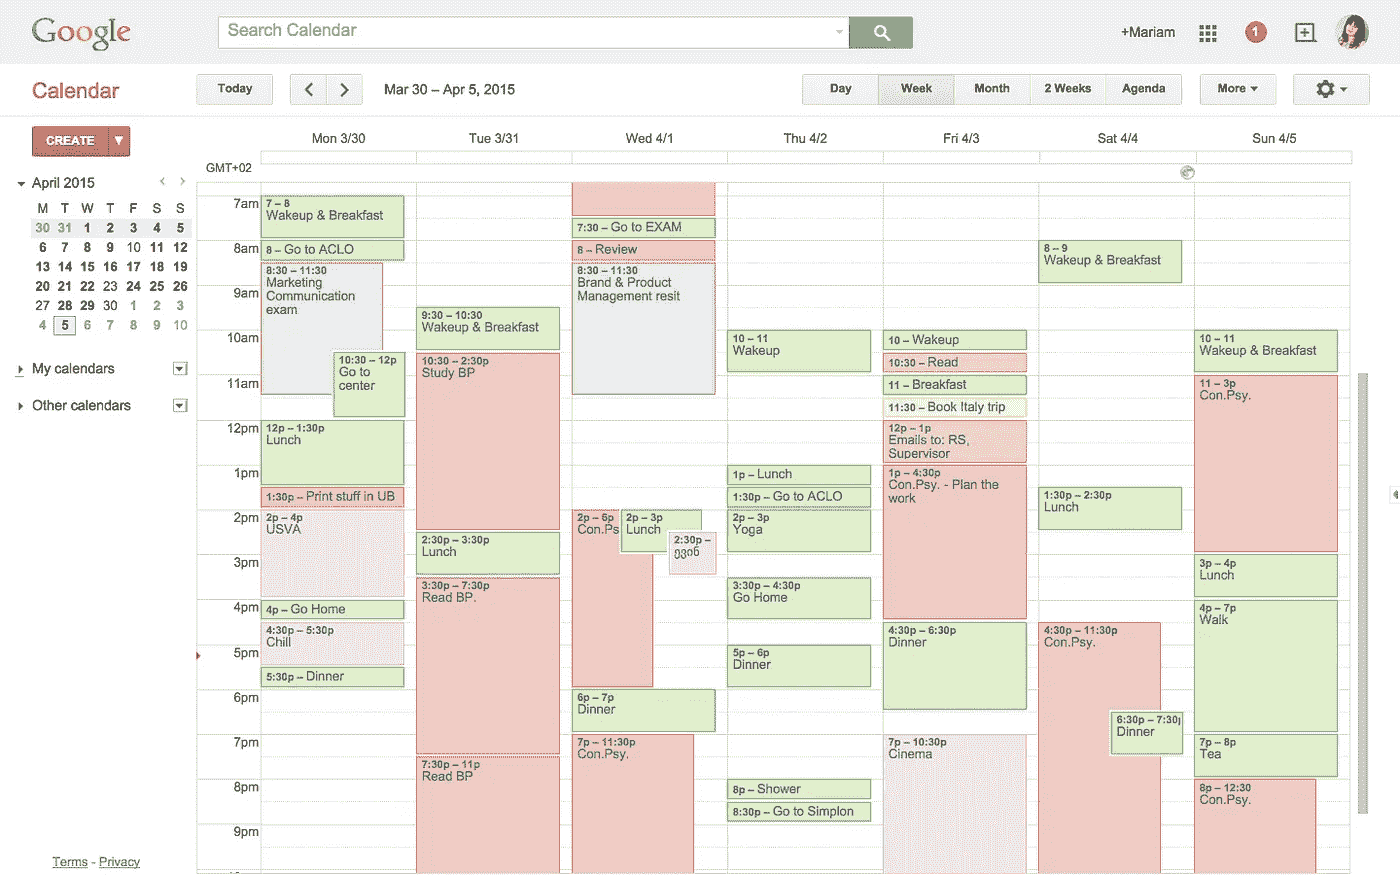 Google
Search Calendar
+Mariam
1
Calendar
Today
Mar 30 – Apr 5, 2015
Day Week Month 2 Weeks Agenda
More
CREATE
April 2015
M T W T F S S
30 31 1 2 3 4 5
6 7 8 9 10 11 12
13 14 15 16 17 18 19
20 21 22 23 24 25 26
27 28 29 30 1 2 3
4 5 6 7 8 9 10
My calendars
Other calendars
Terms - Privacy
Mon 3/30 Tue 3/31 Wed 4/1 Thu 4/2 Fri 4/3 Sat 4/4 Sun 4/5
GMT+02
7am
8am
9am
10am
11am
12pm
1pm
2pm
3pm
4pm
5pm
6pm
7pm
8pm
9pm
7 – 8
Wakeup & Breakfast
8 – Go to ACLO
8:30 – 11:30
Marketing
Communication
exam
10:30 – 12p
Go to
center
12p – 1:30p
Lunch
1:30p – Print stuff in UB
2p – 4p
USVA
4p – Go Home
4:30p – 5:30p
Chill
5:30p – Dinner
9:30 – 10:30
Wakeup & Breakfast
10:30 – 2:30p
Study BP
2:30p – 3:30p
Lunch
3:30p – 7:30p
Read BP.
7:30p – 11p
Read BP
7:30 – Go to EXAM
8 – Review
8:30 – 11:30
Brand & Product
Management resit
2p – 6p
Con.Ps
2p – 3p
Lunch
2:30p –
6p – 7p
Dinner
7p – 11:30p
Con.Psy.
10 – 11
Wakeup
1p – Lunch
1:30p – Go to ACLO
2p – 3p
Yoga
3:30p – 4:30p
Go Home
5p – 6p
Dinner
8p – Shower
8:30p – Go to Simplon
10 – Wakeup
10:30 – Read
11 – Breakfast
11:30 – Book Italy trip
12p – 1p
Emails to: RS,
Supervisor
1p – 4:30p
Con.Psy. - Plan the
work
4:30p – 6:30p
Dinner
7p – 10:30p
Cinema
8 – 9
Wakeup & Breakfast
1:30p – 2:30p
Lunch
4:30p – 11:30p
Con.Psy.
6:30p – 7:30p
Dinner
10 – 11
Wakeup & Breakfast
11 – 3p
Con.Psy.
3p – 4p
Lunch
4p – 7p
Walk
7p – 8p
Tea
8p – 12:30
Con.Psy.